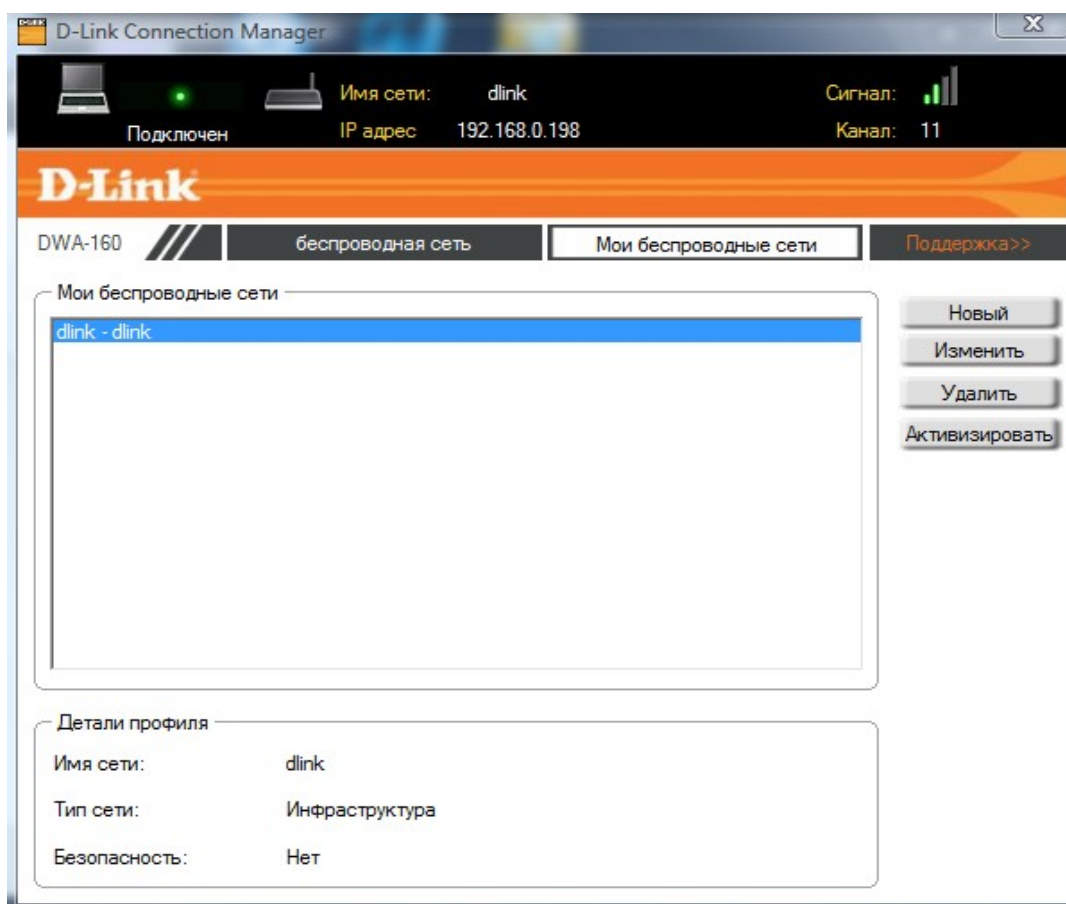 D-Link Connection Manager
Имя сети: dlink Сигнал:
Подключен IP адрес 192.168.0.198 Канал: 11
D-Link
DWA-160 беспроводная сеть Мои беспроводные сети Поддержка>>
Мои беспроводные сети
dlink - dlink
Новый
Изменить
Удалить
Активизировать
Детали профиля
Имя сети: dlink
Тип сети: Инфраструктура
Безопасность: Нет